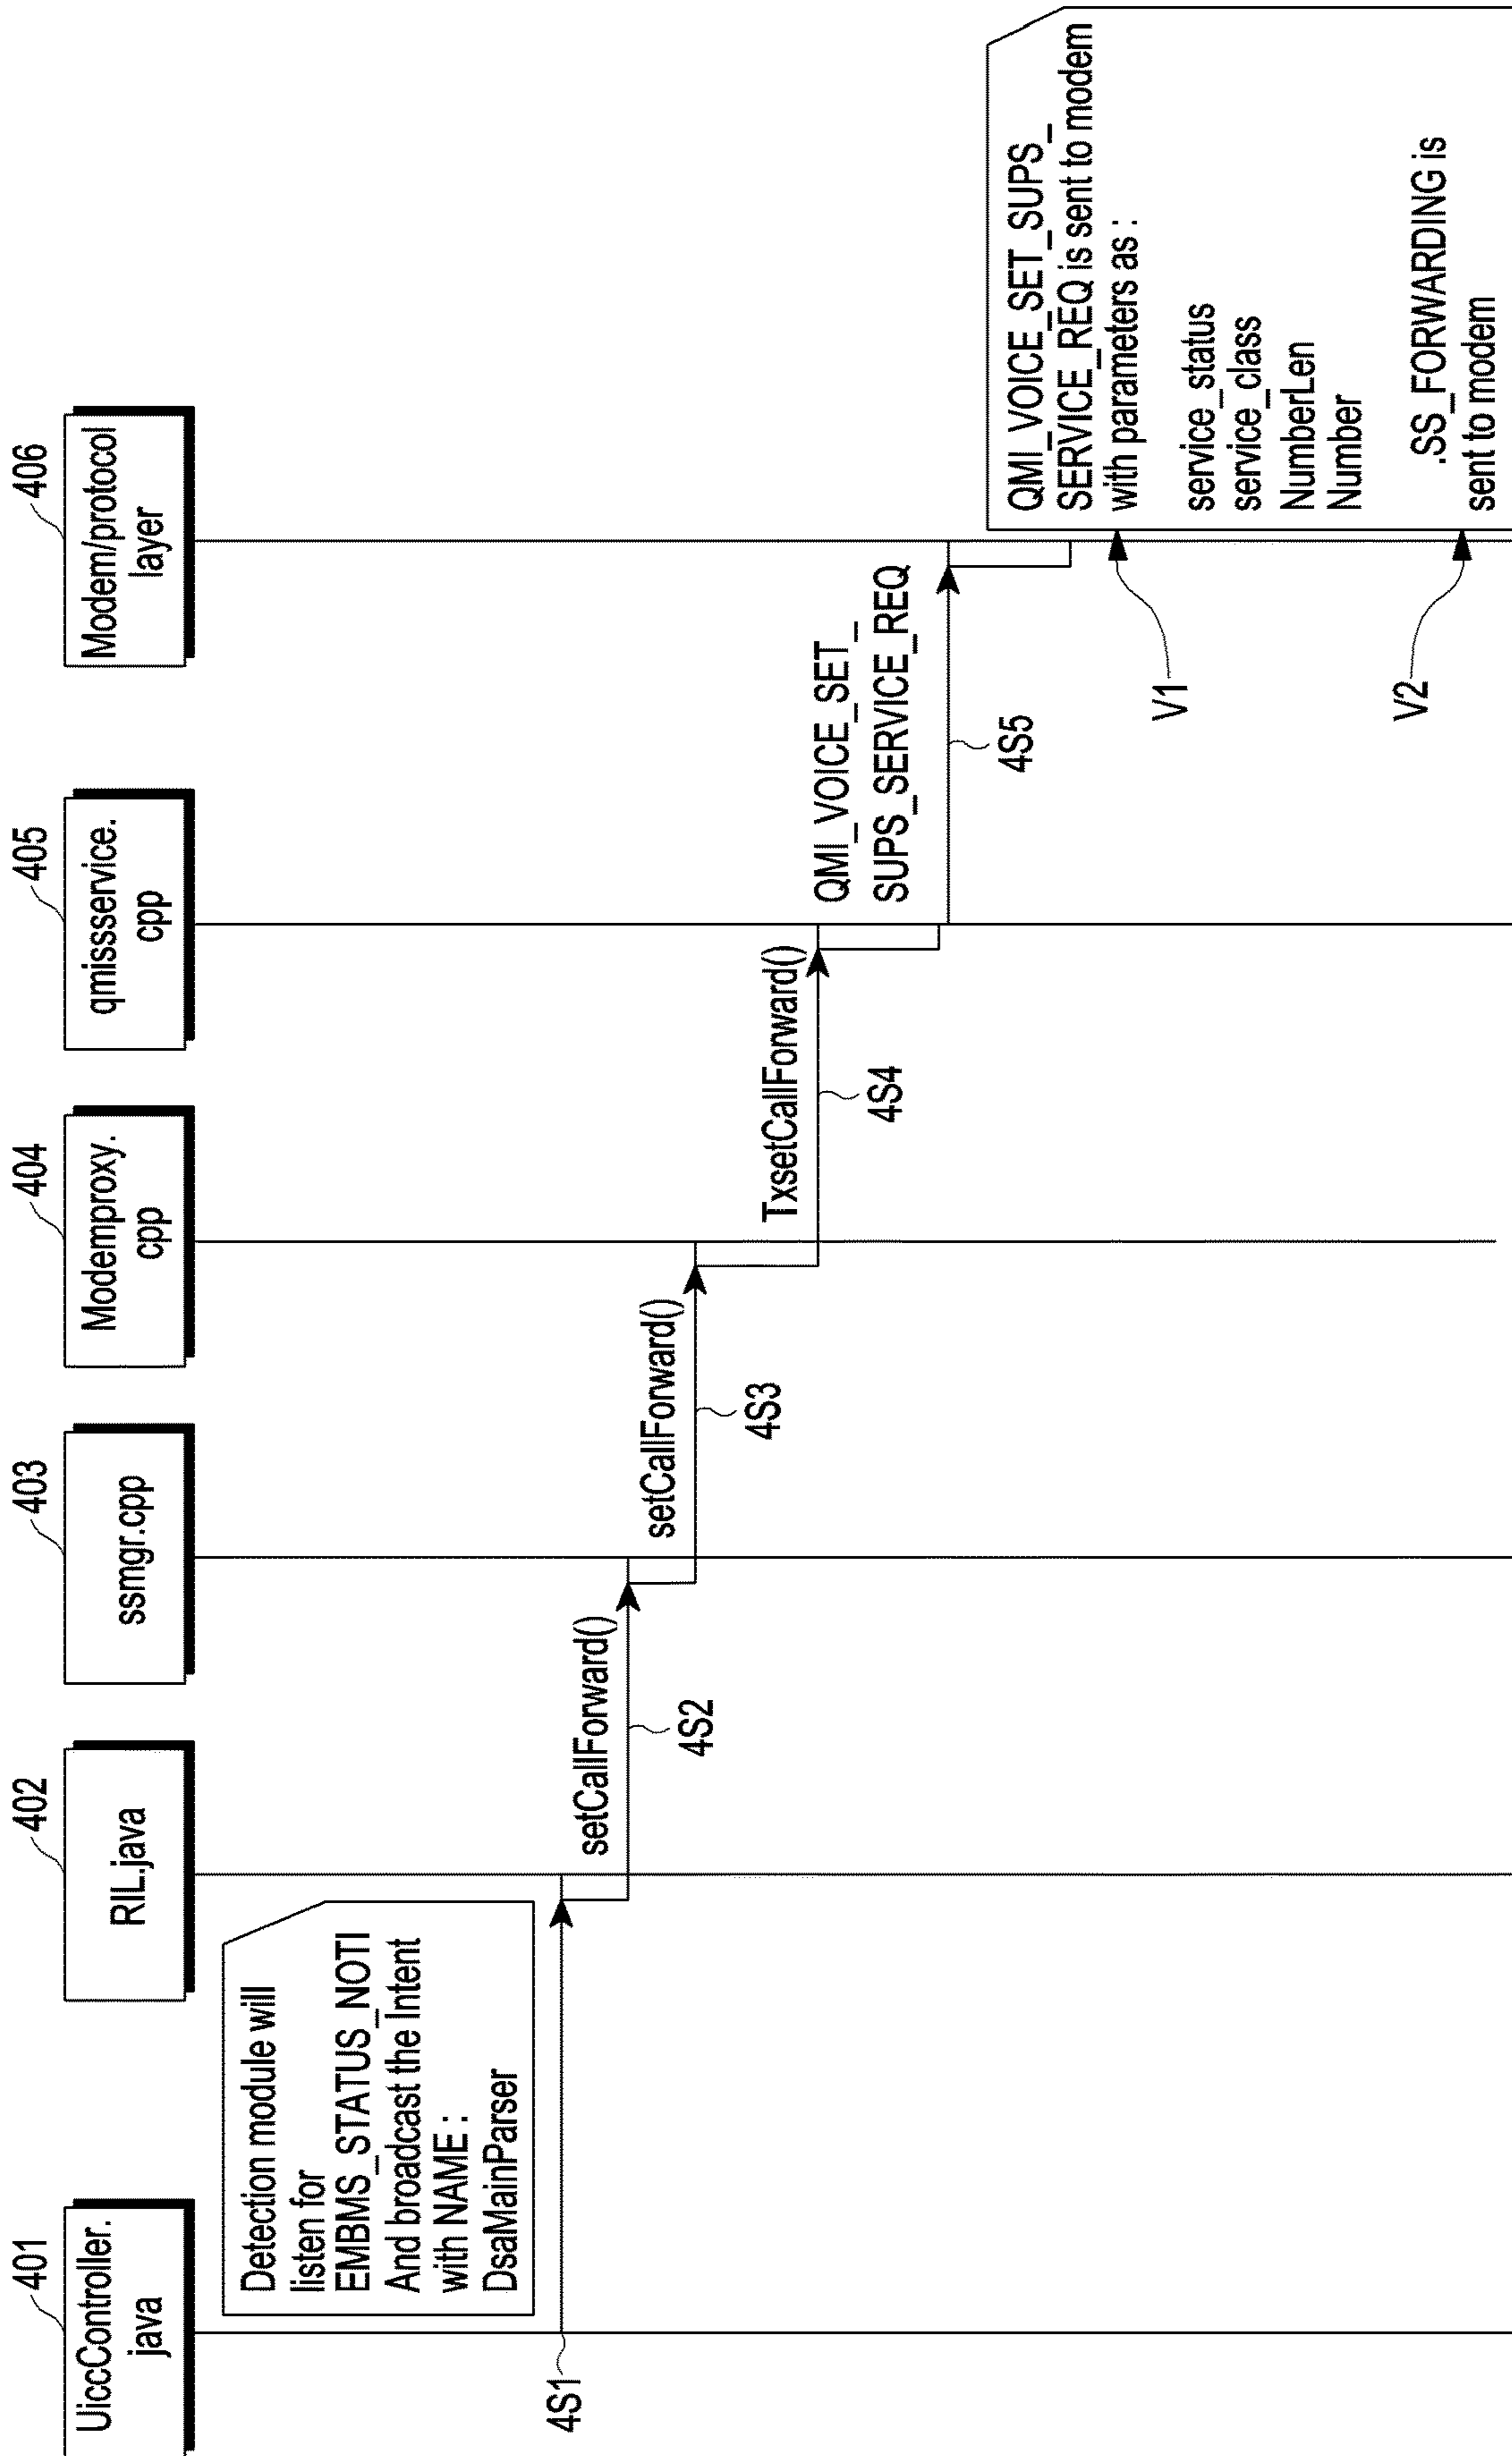 401
402
403
404
405
406
UiccController.
java
RIL.java
ssmgr.cpp
Modemproxy.
cpp
qmissservice.
cpp
Modem/protocol
layer
Detection module will
listen for
EMBMS_STATUS_NOTI
And broadcast the Intent
with NAME :
DsaMainParser
4S1
setCallForward()
4S2
setCallForward()
4S3
TxsetCallForward()
4S4
QMI_VOICE_SET_
SUPS_SERVICE_REQ
4S5
QMI_VOICE_SET_SUPS_
SERVICE_REQ is sent to modem
with parameters as :
service_status
service_class
NumberLen
Number
.SS_FORWARDING is
sent to modem
V1
V2